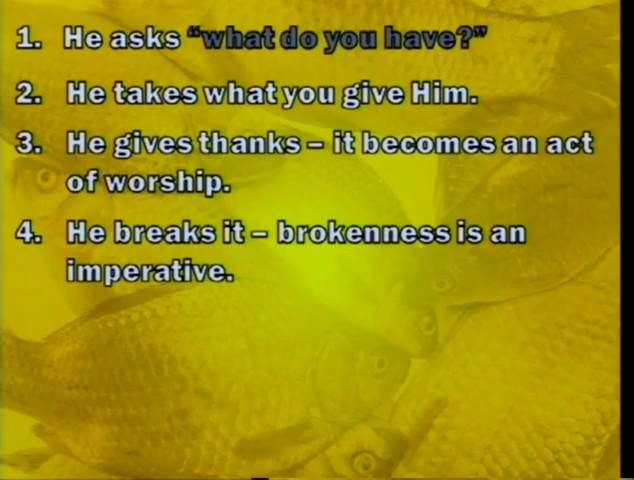 1. He asks “what do you have?”
2. He takes what you give Him.
3. He gives thanks – it becomes an act
of worship.
4. He breaks it – brokenness is an
imperative.